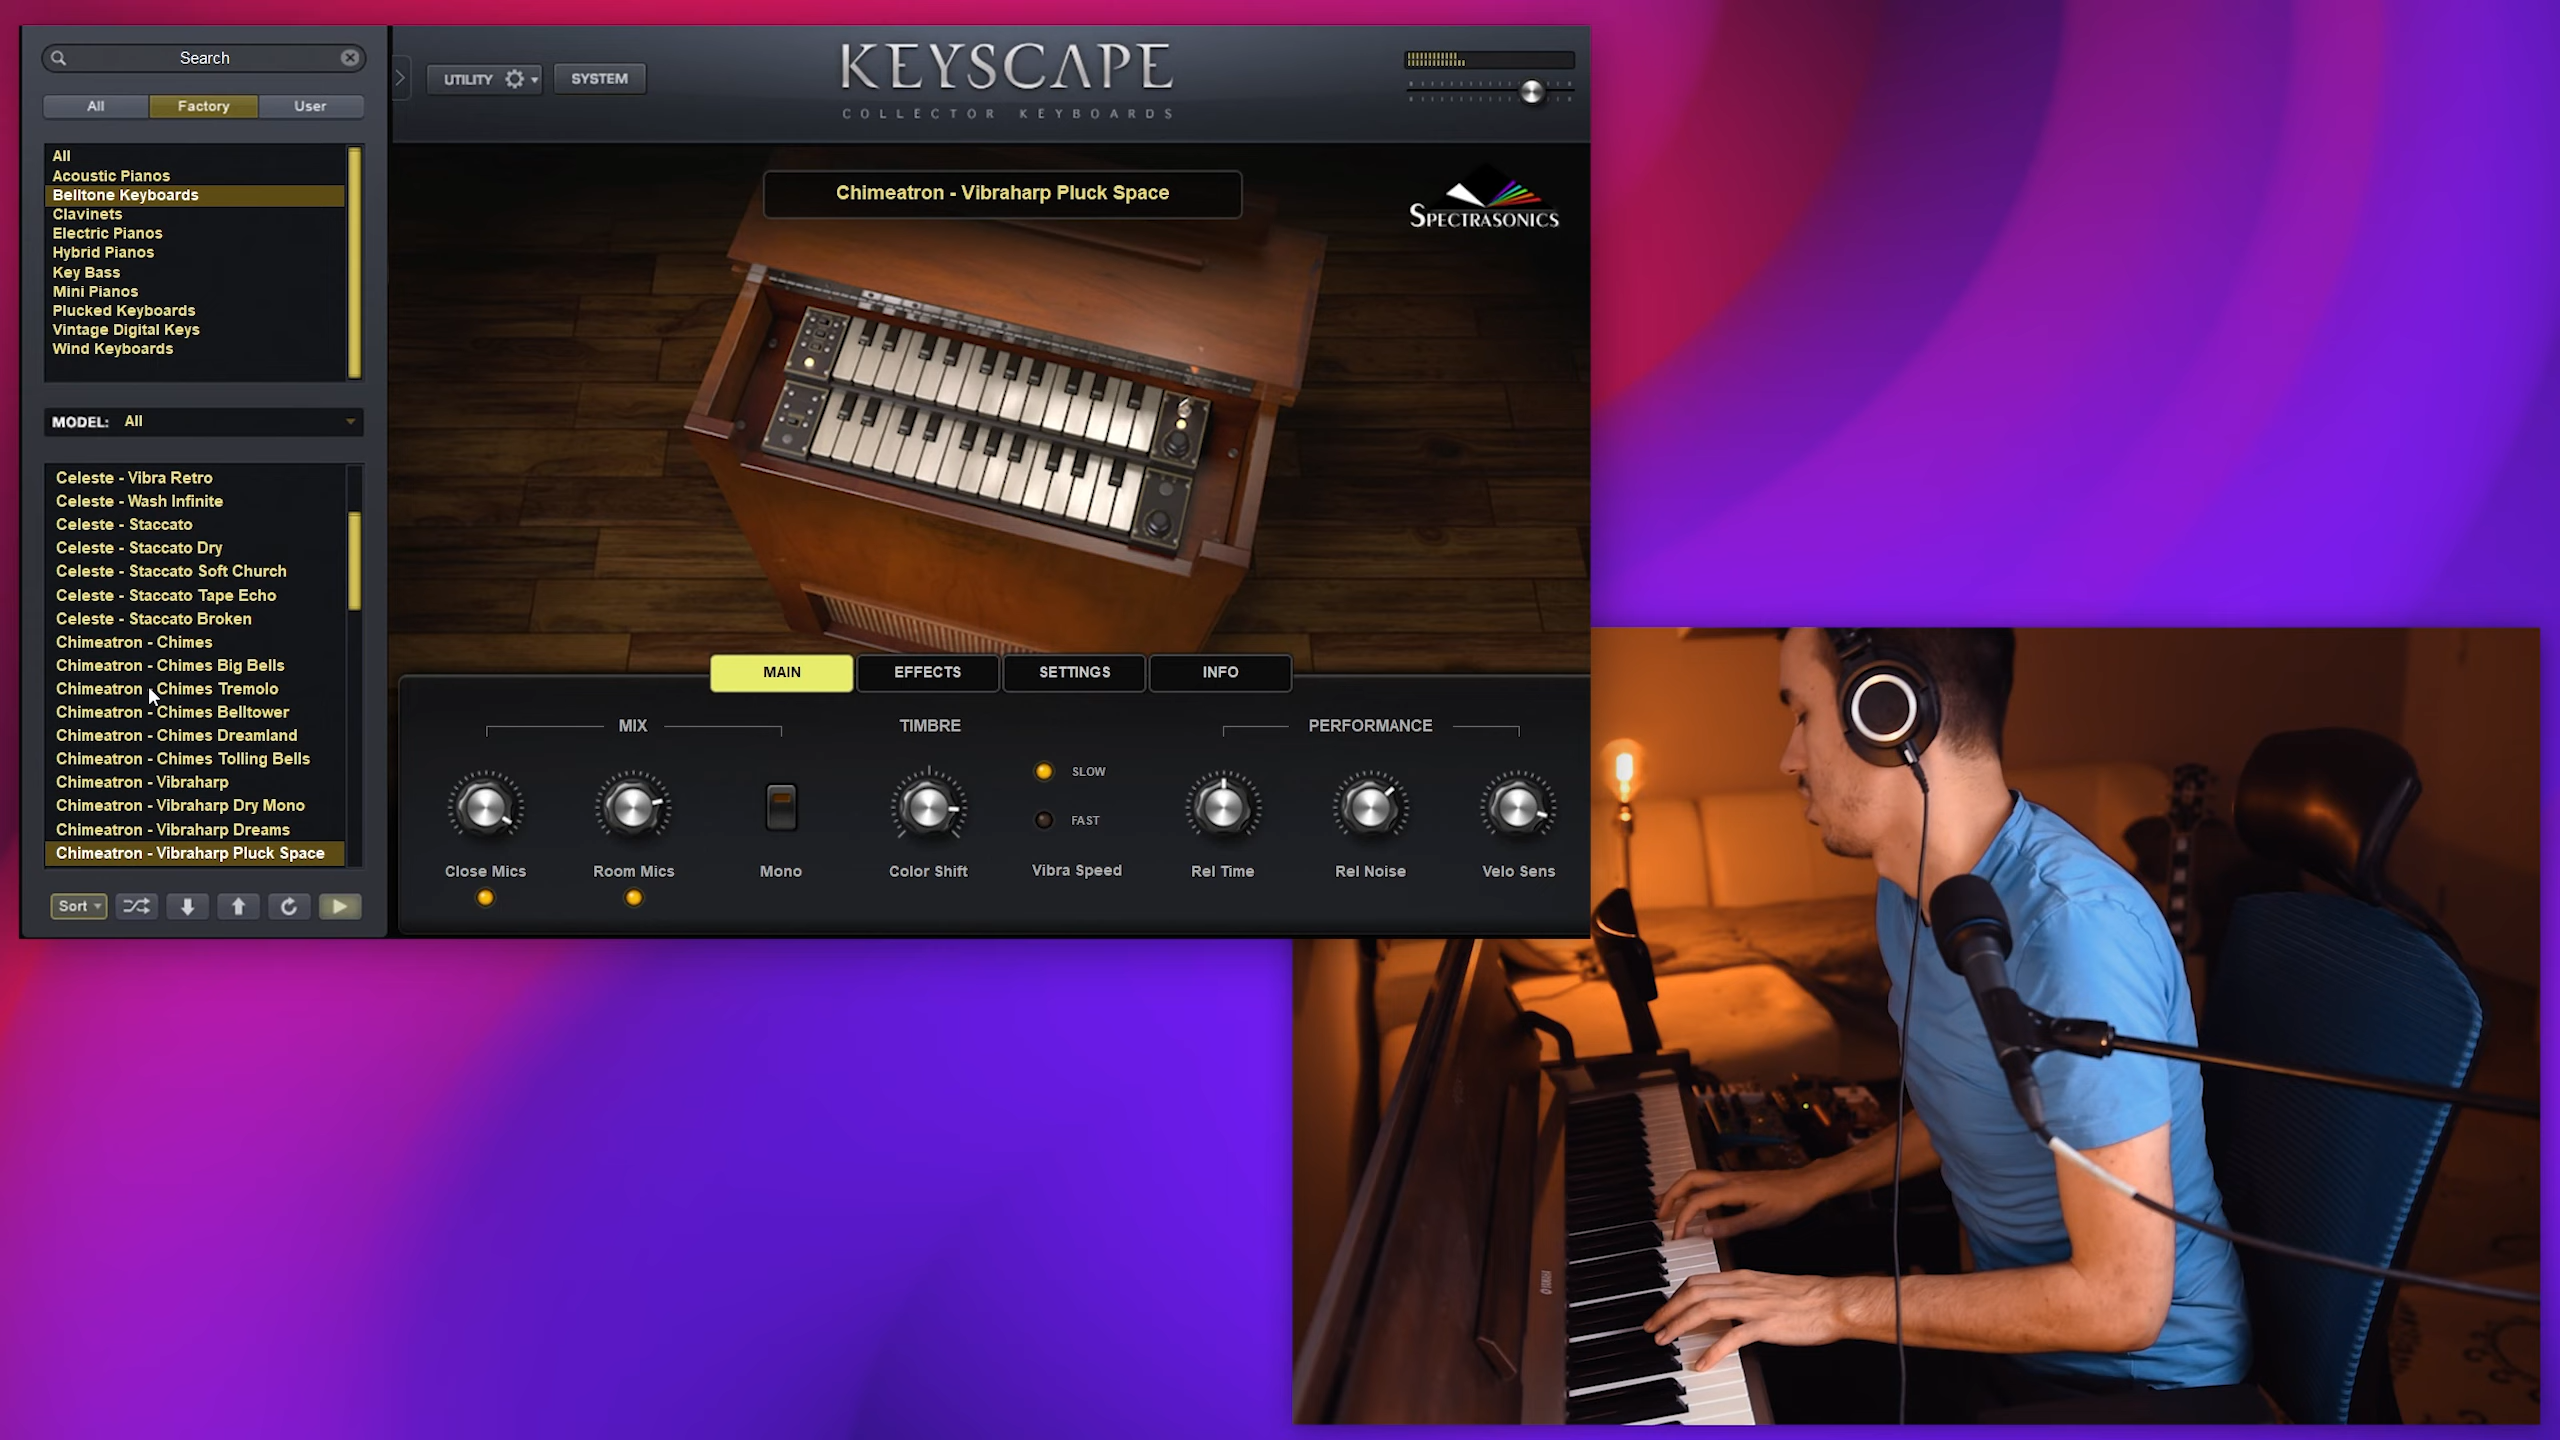 Search
All
Factory
User
All
Acoustic Pianos
Belltone Keyboards
Clavinets
Electric Pianos
Hybrid Pianos
Key Bass
Mini Pianos
Plucked Keyboards
Vintage Digital Keys
Wind Keyboards
MODEL: All
Celeste - Vibra Retro
Celeste - Wash Infinite
Celeste - Staccato
Celeste - Staccato Dry
Celeste - Staccato Soft Church
Celeste - Staccato Tape Echo
Celeste - Staccato Broken
Chimeatron - Chimes
Chimeatron - Chimes Big Bells
Chimeatron - Chimes Tremolo
Chimeatron - Chimes Belltower
Chimeatron - Chimes Dreamland
Chimeatron - Chimes Tolling Bells
Chimeatron - Vibraharp
Chimeatron - Vibraharp Dry Mono
Chimeatron - Vibraharp Dreams
Chimeatron - Vibraharp Pluck Space
Sort
UTILITY
SYSTEM
KEYSCAPE
COLLECTOR KEYBOARDS
Chimeatron - Vibraharp Pluck Space
SPECTRASONICS
MAIN
EFFECTS
SETTINGS
INFO
MIX
TIMBRE
PERFORMANCE
SLOW
FAST
Close Mics
Room Mics
Mono
Color Shift
Vibra Speed
Rel Time
Rel Noise
Velo Sens
YAMAHA